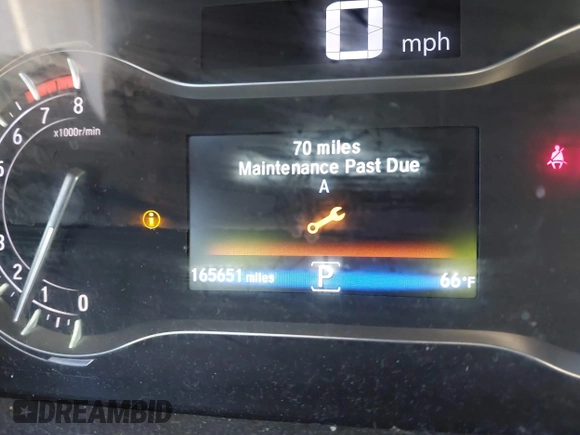 0 mph
8
7
6
x1000r/min
5
70 miles
Maintenance Past Due
A
i
3
2
1
0
165651 miles P 66°F
DREAMBID